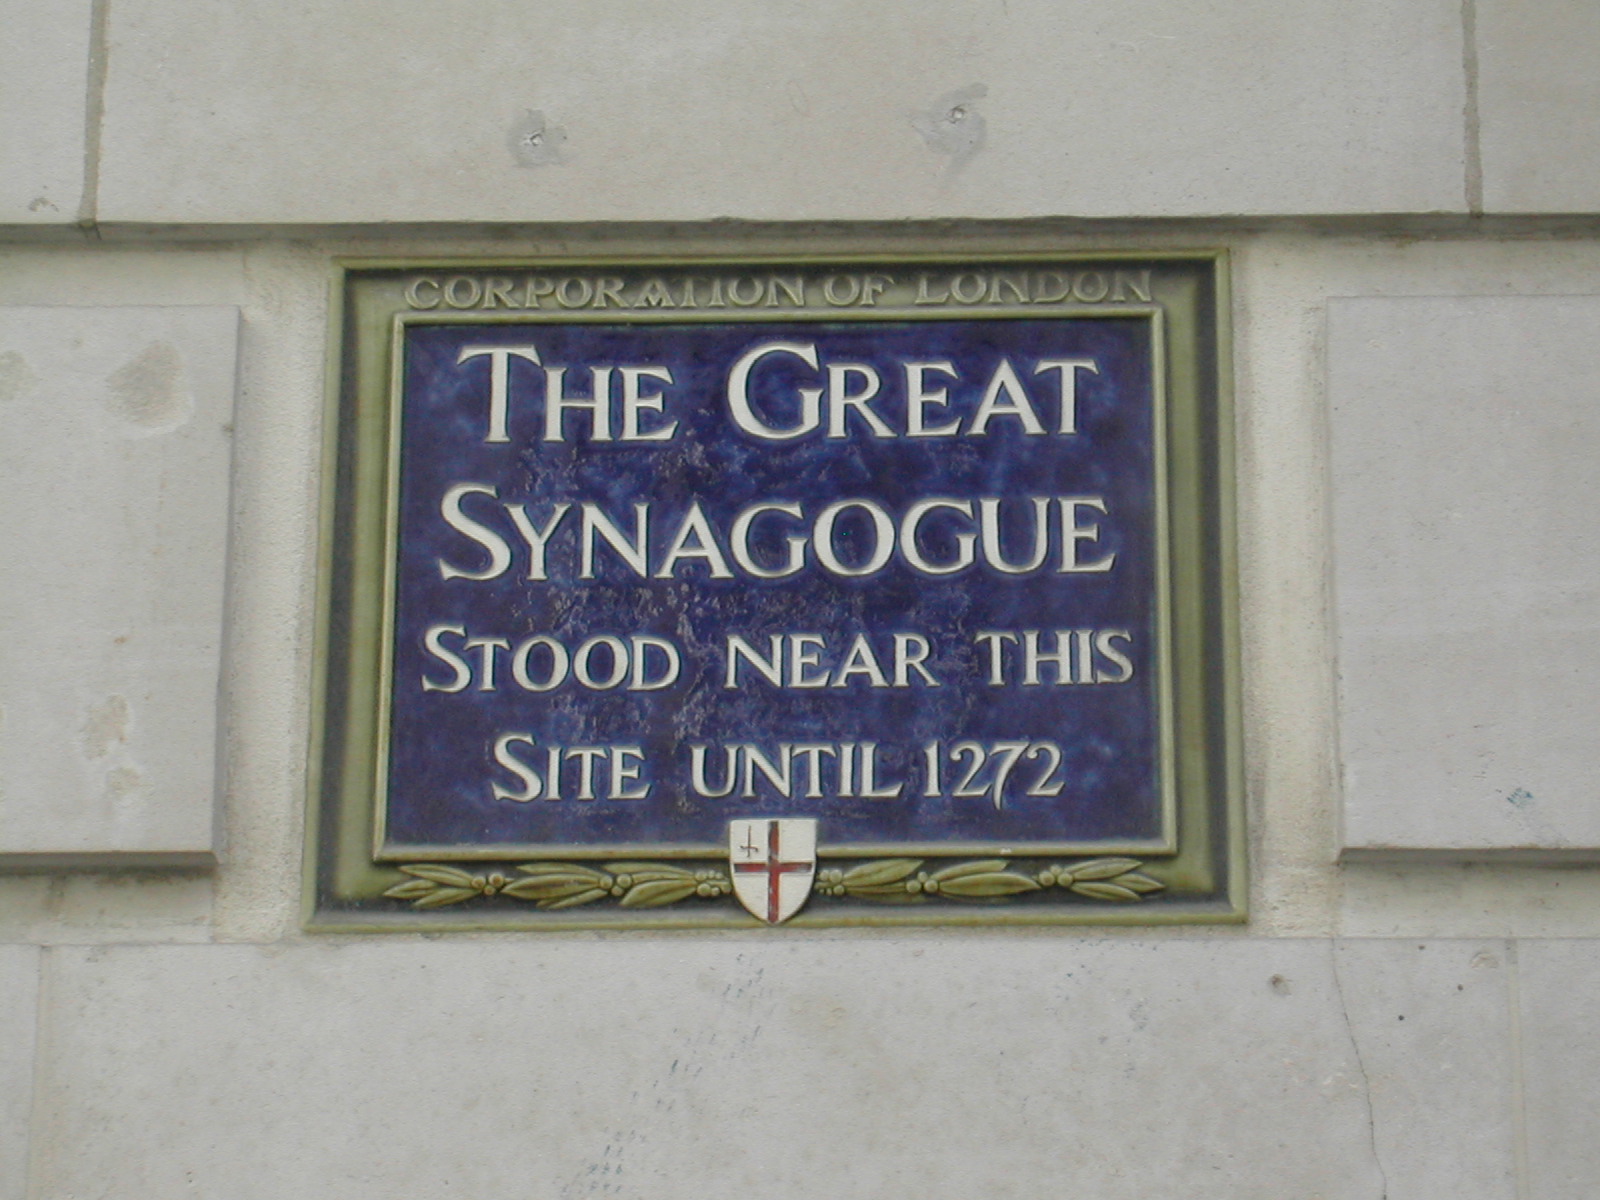 CORPORATION OF LONDON
THE GREAT
SYNAGOGUE
STOOD NEAR THIS
SITE UNTIL 1272